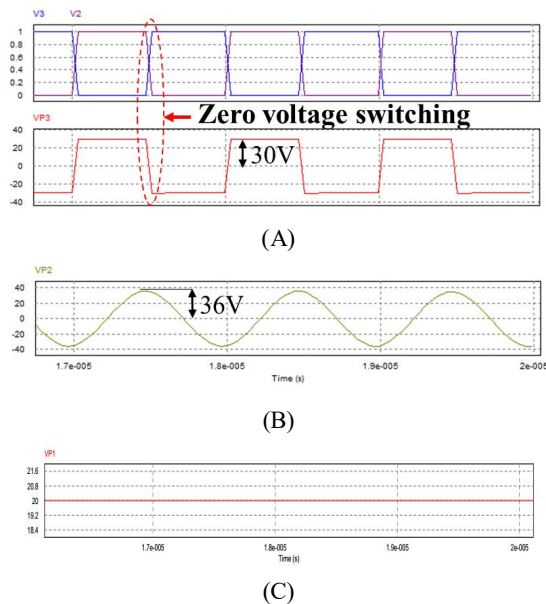 V3 V2
1
0.8
0.6
0.4
0.2
0
Zero voltage switching
VP3
40
20
0
-20
-40
30V
(A)
VP2
40
20
0
-20
-40
36V
1.7e-005 1.8e-005 1.9e-005 2e-005
Time (s)
(B)
VP1
21.6
20.8
20
19.2
18.4
1.7e-005 1.8e-005 1.9e-005 2e-005
Time (s)
(C)